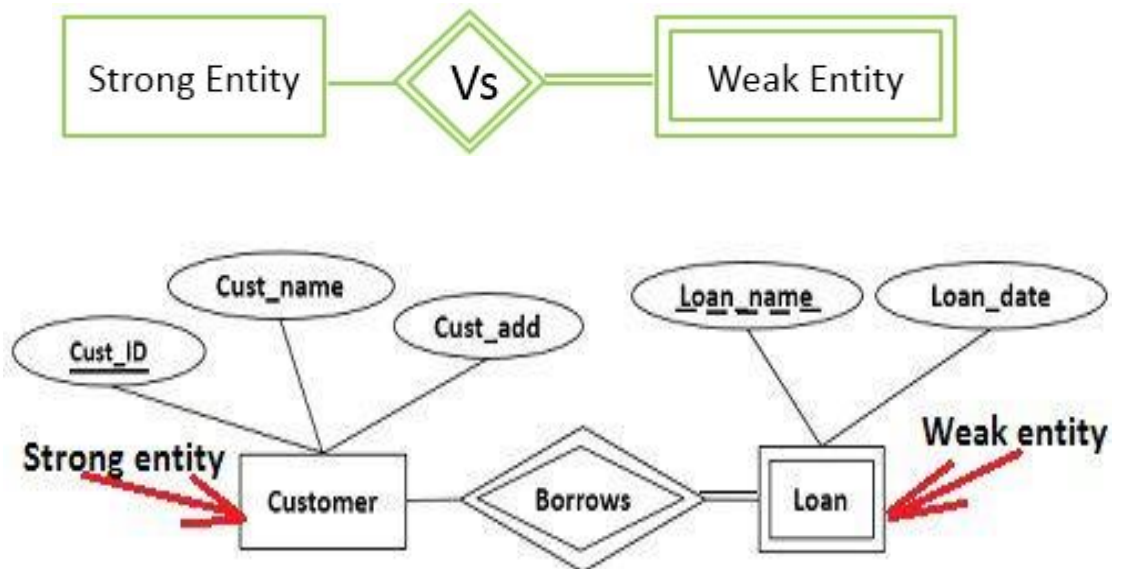 Strong Entity Vs Weak Entity
Cust_name
Loan_name Loan_date
Cust_add
Cust_ID
Weak entity
Strong entity
Customer Borrows Loan